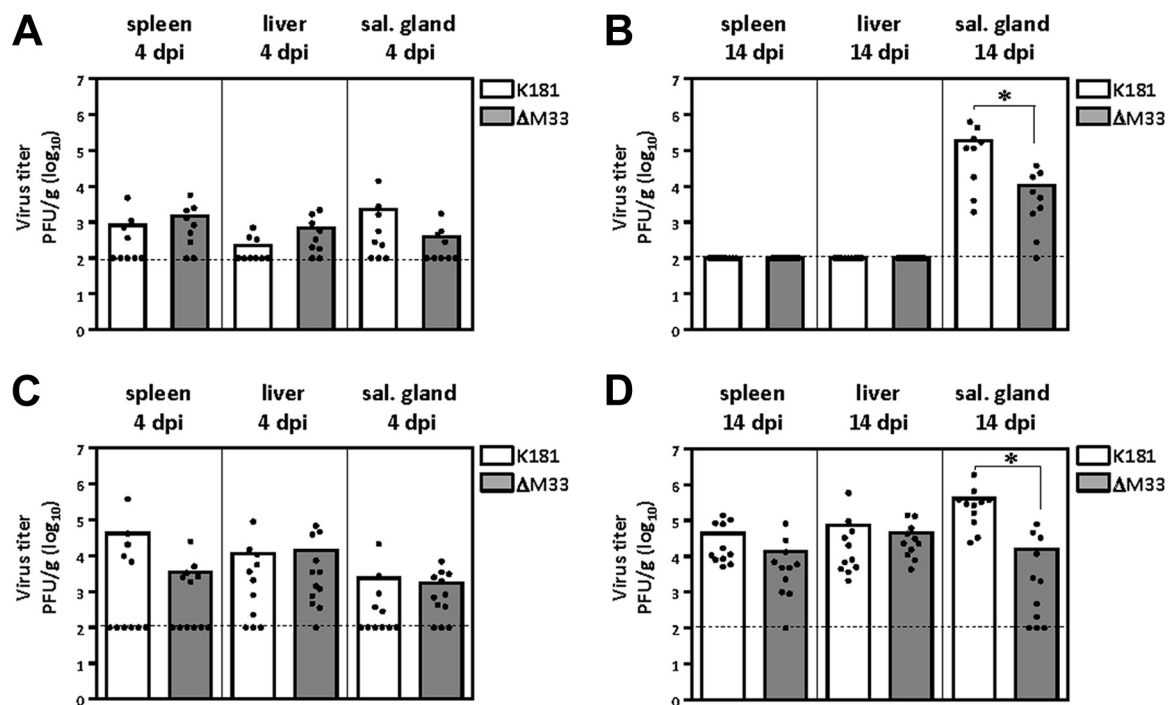 A
spleen liver sal. gland
4 dpi 4 dpi 4 dpi
Virus titer
PFU/g (log10)
7
6
5
4
3
2
1
0
K181
ΔM33
B
spleen liver sal. gland
14 dpi 14 dpi 14 dpi
Virus titer
PFU/g (log10)
7
6
5
4
3
2
1
0
*
K181
ΔM33
C
spleen liver sal. gland
4 dpi 4 dpi 4 dpi
Virus titer
PFU/g (log10)
7
6
5
4
3
2
1
0
K181
ΔM33
D
spleen liver sal. gland
14 dpi 14 dpi 14 dpi
Virus titer
PFU/g (log10)
7
6
5
4
3
2
1
0
*
K181
ΔM33